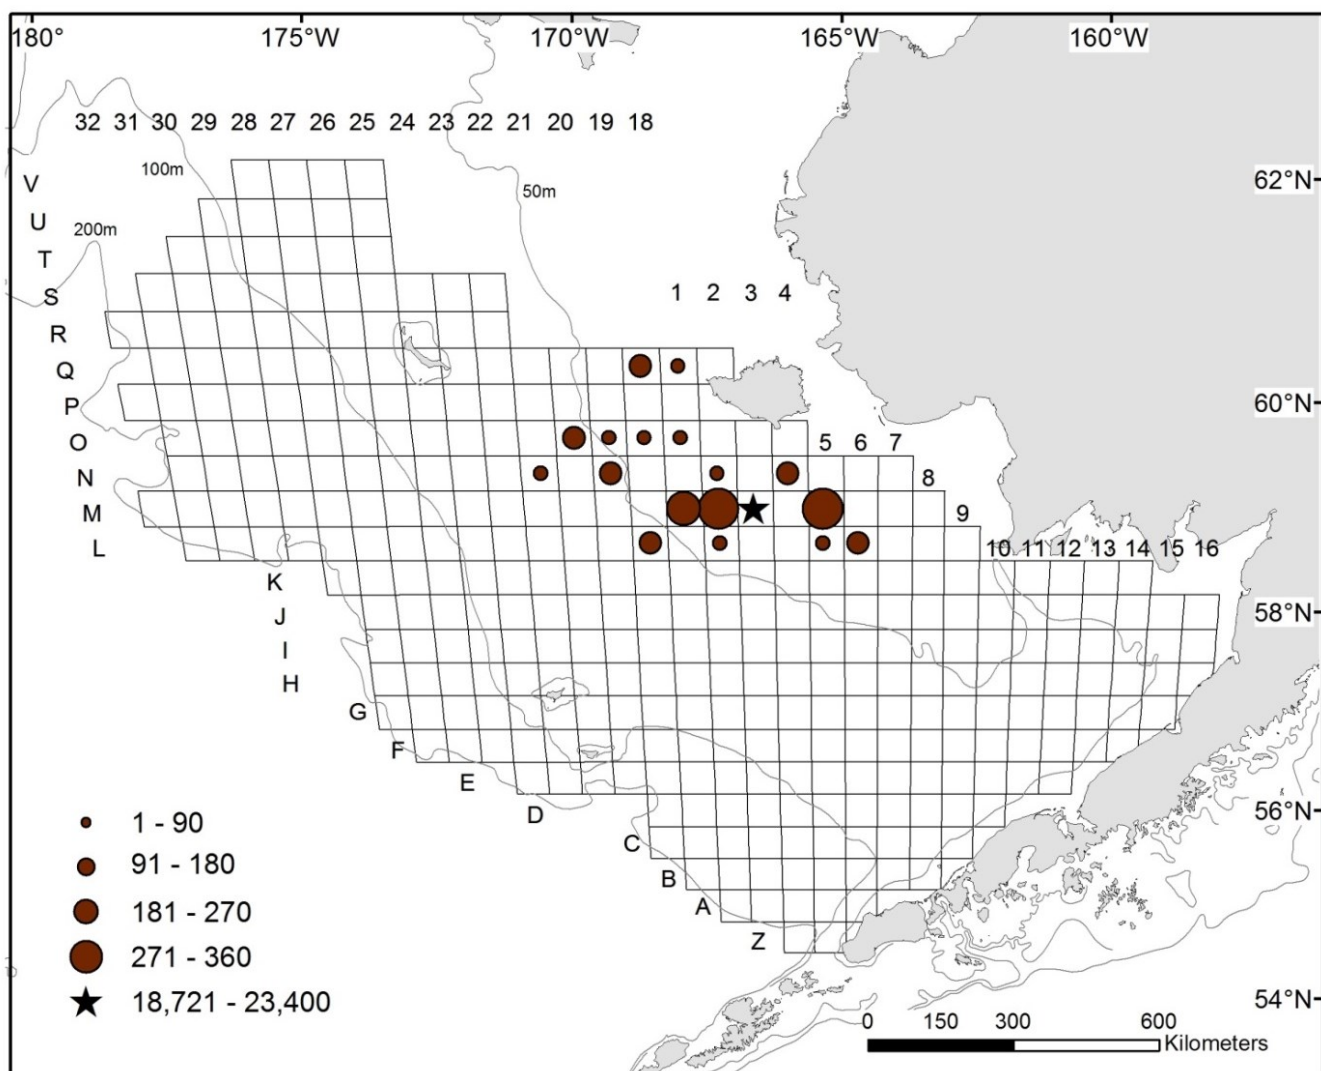 180° 175°W 170°W 165°W 160°W
32 31 30 29 28 27 26 25 24 23 22 21 20 19 18
100m
50m
62°N
V
U
200m
T
S
1 2 3 4
R
Q
P
60°N
O
5 6 7
N
8
M
9
L
10 11 12 13 14 15 16
K
J
58°N
I
H
G
F
E
D
56°N
1 - 90
C
91 - 180
B
181 - 270
A
Z
271 - 360
18,721 - 23,400
54°N
0 150 300 600
Kilometers